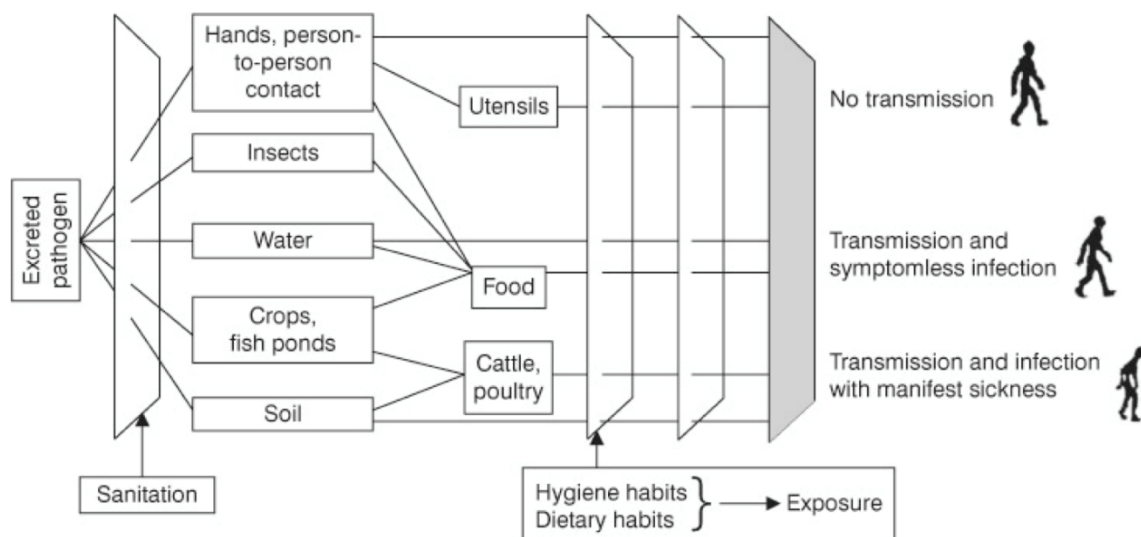 Hands, person-
to-person
contact
Utensils
No transmission
Insects
Excreted
pathogen
Water
Transmission and
symptomless infection
Food
Crops,
fish ponds
Cattle,
poultry
Transmission and infection
with manifest sickness
Soil
Sanitation
Hygiene habits
Dietary habits
Exposure